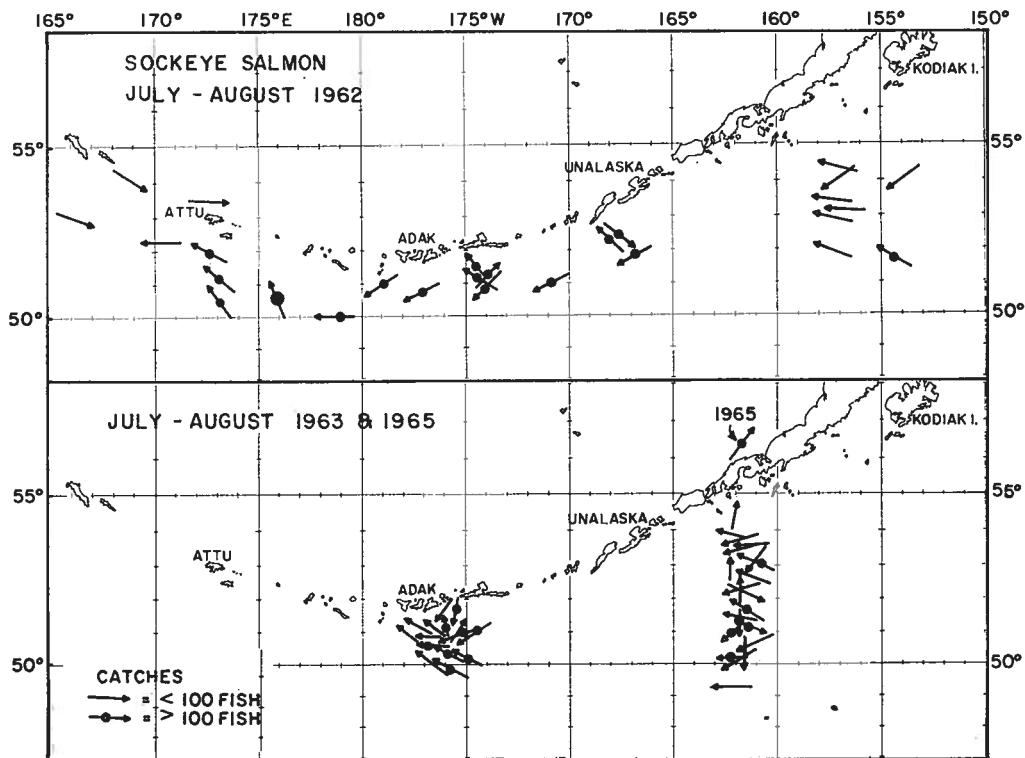 165° 170° 175°E 180° 175°W 170° 165° 160° 155° 150°
SOCKEYE SALMON
JULY - AUGUST 1962
KODIAK I.
55° 55°
UNALASKA
ATTU
ADAK
50° 50°
JULY - AUGUST 1963 & 1965
1965
KODIAK I.
55° 55°
UNALASKA
ATTU
ADAK
50° 50°
CATCHES
= < 100 FISH
= > 100 FISH